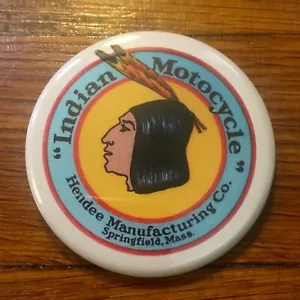 "Indian Motocycle"
Hendee Manufacturing Co.
Springfield, Mass.